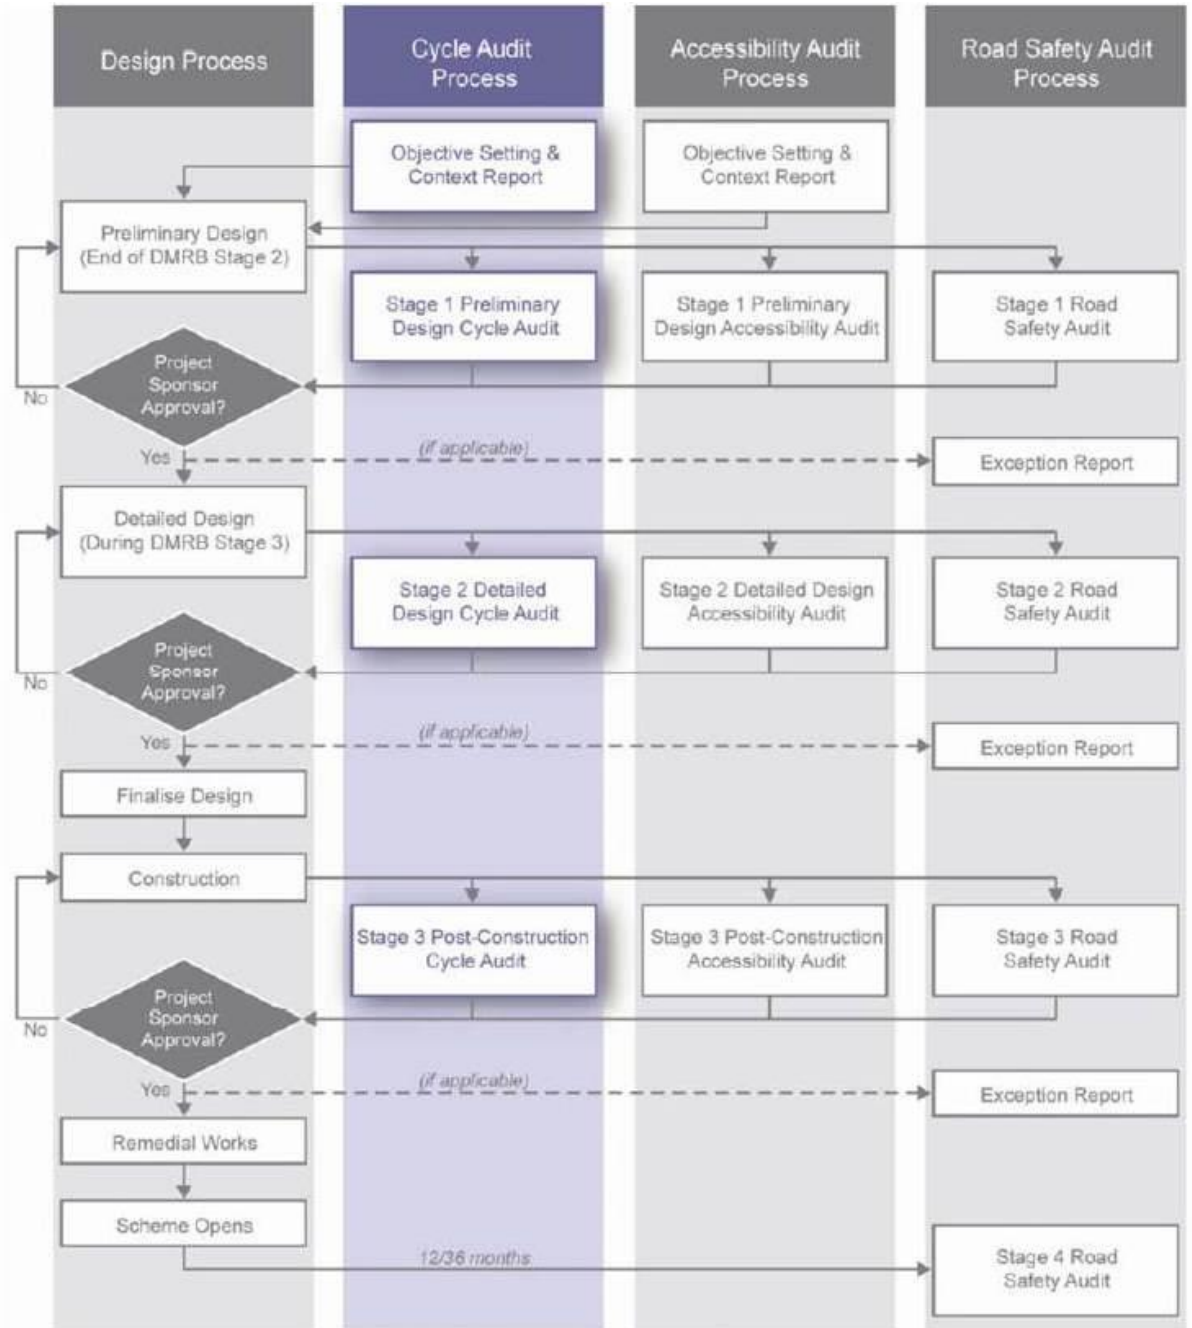 Design Process
Cycle Audit
Process
Accessibility Audit
Process
Road Safety Audit
Process
Objective Setting &
Context Report
Objective Setting &
Context Report
Preliminary Design
(End of DMRB Stage 2)
Stage 1 Preliminary
Design Cycle Audit
Stage 1 Preliminary
Design Accessibility Audit
Stage 1 Road
Safety Audit
Project
Sponsor
Approval?
No
Yes
(if applicable)
Exception Report
Detailed Design
(During DMRB Stage 3)
Stage 2 Detailed
Design Cycle Audit
Stage 2 Detailed Design
Accessibility Audit
Stage 2 Road
Safety Audit
Project
Sponsor
Approval?
No
Yes
(if applicable)
Exception Report
Finalise Design
Construction
Stage 3 Post-Construction
Cycle Audit
Stage 3 Post-Construction
Accessibility Audit
Stage 3 Road
Safety Audit
Project
Sponsor
Approval?
No
Yes
(if applicable)
Exception Report
Remedial Works
Scheme Opens
12/36 months
Stage 4 Road
Safety Audit